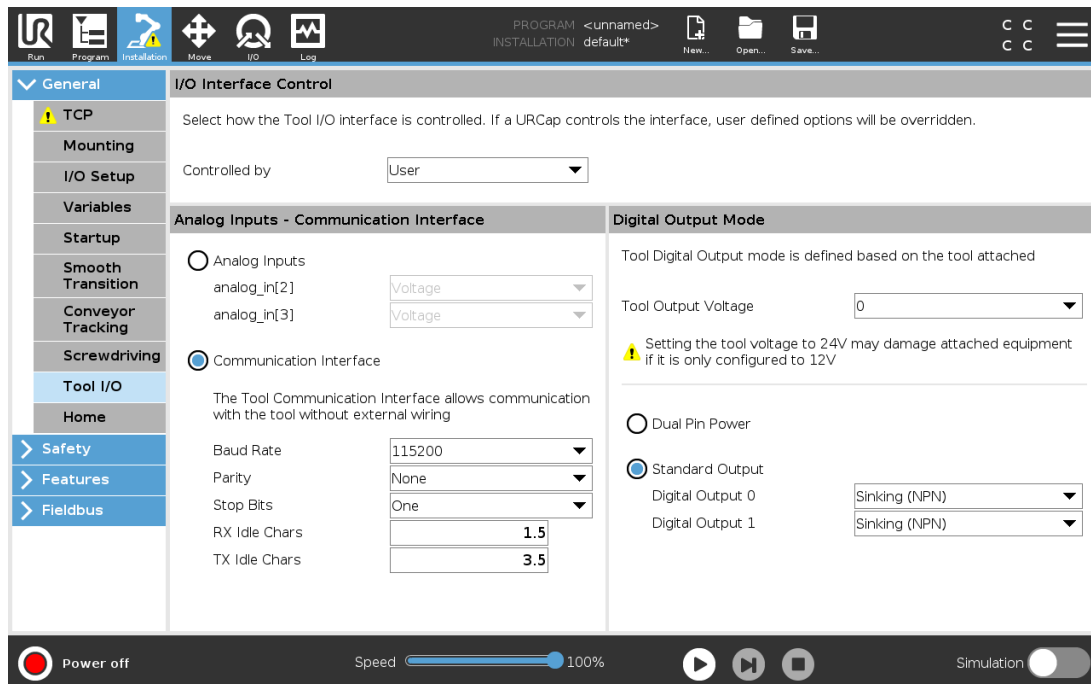 PROGRAM <unnamed>
INSTALLATION default*
UR
Run
Program
Installation
Move
I/O
Log
New...
Open...
Save...
C C
C C
General
TCP
Mounting
I/O Setup
Variables
Startup
Smooth
Transition
Conveyor
Tracking
Screwdriving
Tool I/O
Home
Safety
Features
Fieldbus
I/O Interface Control
Select how the Tool I/O interface is controlled. If a URCap controls the interface, user defined options will be overridden.
Controlled by User
Analog Inputs - Communication Interface
Analog Inputs
analog_in[2] Voltage
analog_in[3] Voltage
Communication Interface
The Tool Communication Interface allows communication
with the tool without external wiring
Baud Rate 115200
Parity None
Stop Bits One
RX Idle Chars 1.5
TX Idle Chars 3.5
Digital Output Mode
Tool Digital Output mode is defined based on the tool attached
Tool Output Voltage 0
Setting the tool voltage to 24V may damage attached equipment
if it is only configured to 12V
Dual Pin Power
Standard Output
Digital Output 0 Sinking (NPN)
Digital Output 1 Sinking (NPN)
Power off
Speed 100%
Simulation